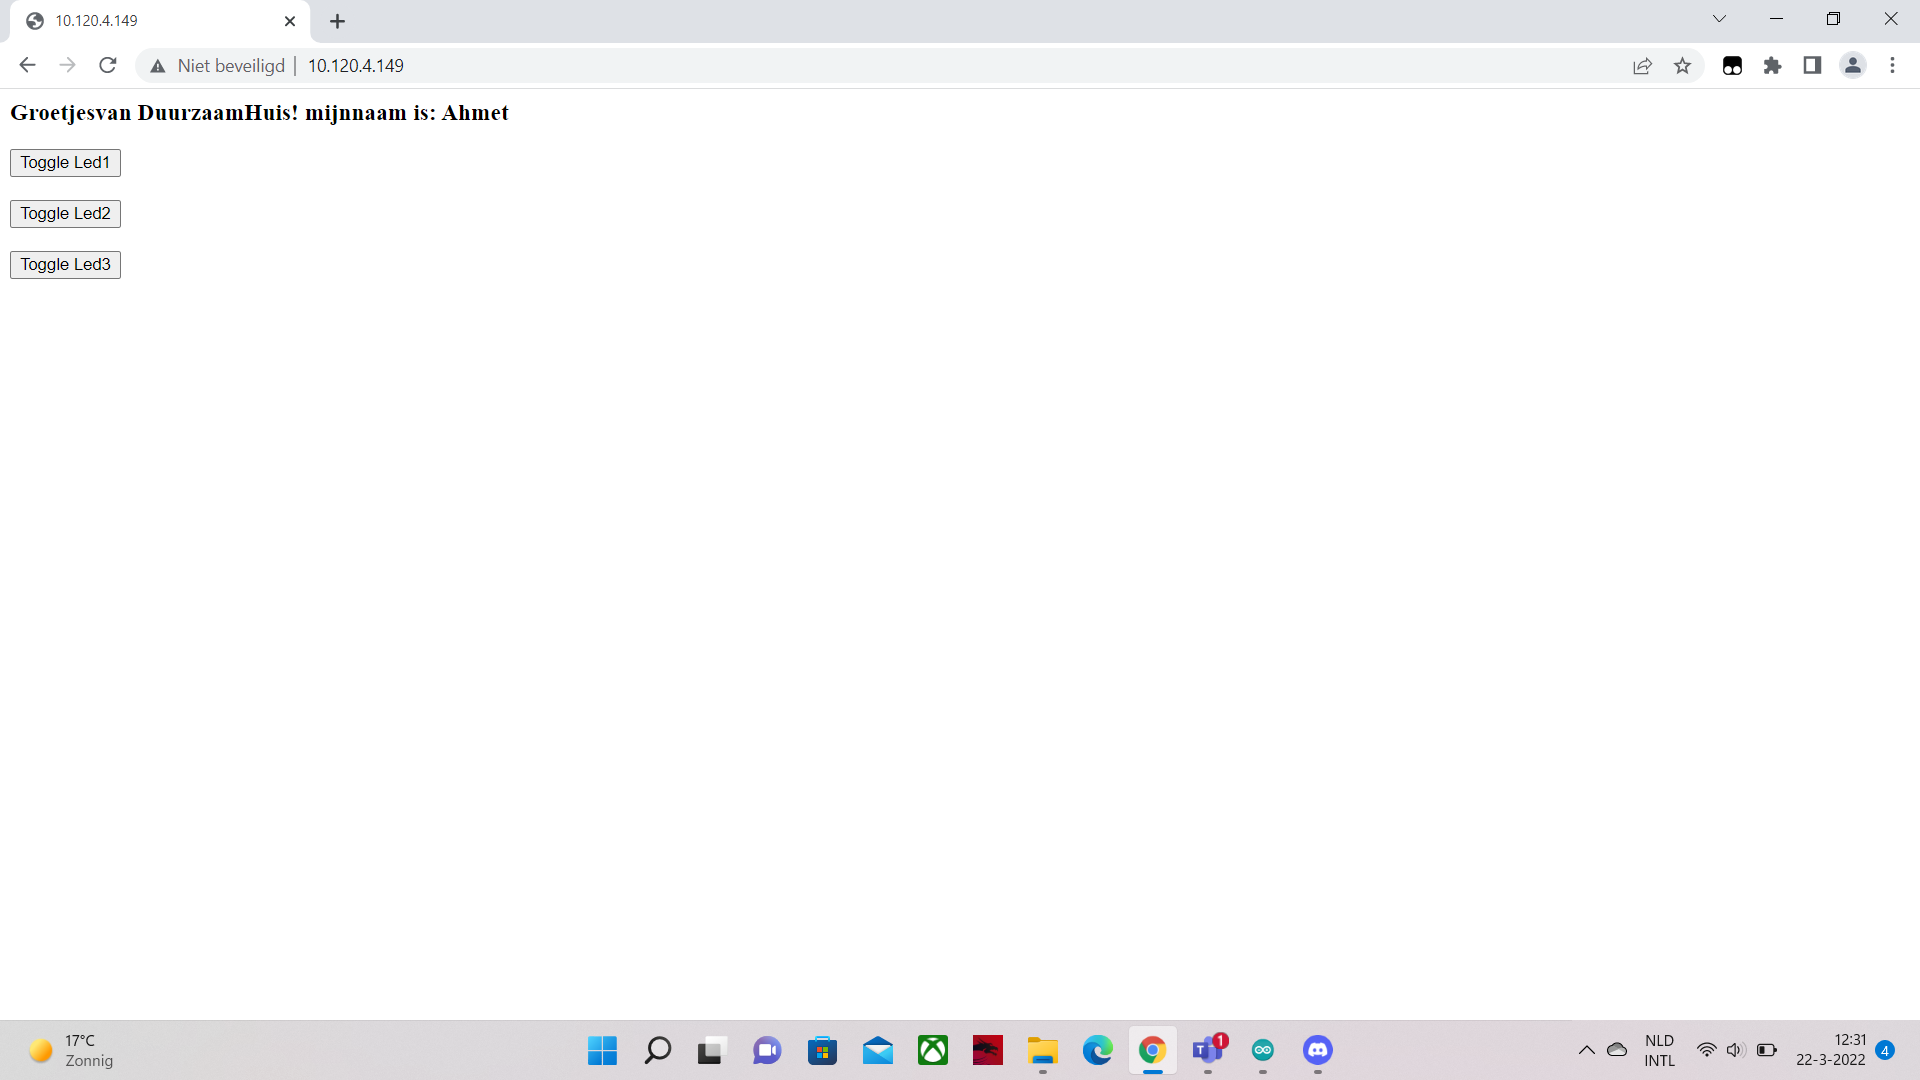 10.120.4.149
Niet beveiligd | 10.120.4.149
Groetjesvan DuurzaamHuis! mijnnaam is: Ahmet
Toggle Led1
Toggle Led2
Toggle Led3
17°C
Zonnig
1
NLD
INTL
12:31
22-3-2022
4